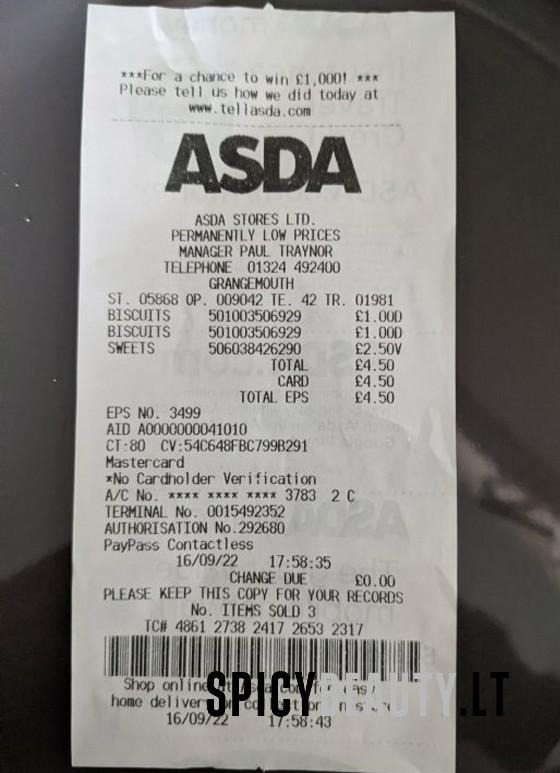 ***For a chance to win £1,000! ***
Please tell us how we did today at
www.tellasda.com
ASDA
ASDA STORES LTD.
PERMANENTLY LOW PRICES
MANAGER PAUL TRAYNOR
TELEPHONE 01324 492400
GRANGEMOUTH
ST. 05868 OP. 009042 TE. 42 TR. 01981
BISCUITS 501003506929 £1.00D
BISCUITS 501003506929 £1.00D
SWEETS 506038426290 £2.50V
TOTAL £4.50
CARD £4.50
TOTAL EPS £4.50
EPS NO. 3499
AID A0000000041010
CT:80 CV:54C648FBC799B291
Mastercard
*No Cardholder Verification
A/C No. **** **** **** 3783 2 C
TERMINAL No. 0015492352
AUTHORISATION No.292680
PayPass Contactless
16/09/22 17:58:35
CHANGE DUE £0.00
PLEASE KEEP THIS COPY FOR YOUR RECORDS
No. ITEMS SOLD 3
TC# 4861 2738 2417 2653 2317
Shop online
SPICYBEAUTY.LT
home
16/09/22 17:58:43